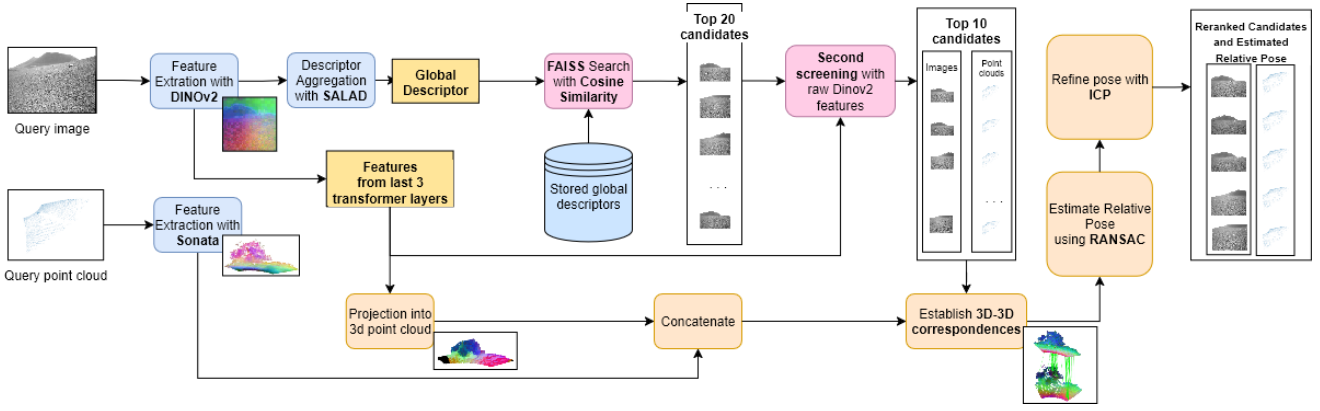 Query image
Feature
Extration with
DINOv2
Descriptor
Aggregation
with SALAD
Global
Descriptor
FAISS Search
with Cosine
Similarity
Stored global
descriptors
Top 20
candidates
. . .
Second
screening with
raw Dinov2
features
Top 10
candidates
Images
Point
clouds
. . .
Refine pose with
ICP
Reranked Candidates
and Estimated
Relative Pose
Features
from last 3
transformer layers
Query point cloud
Feature
Extraction with
Sonata
Estimate Relative
Pose
using RANSAC
Projection into
3d point cloud
Concatenate
Establish 3D-3D
correspondences